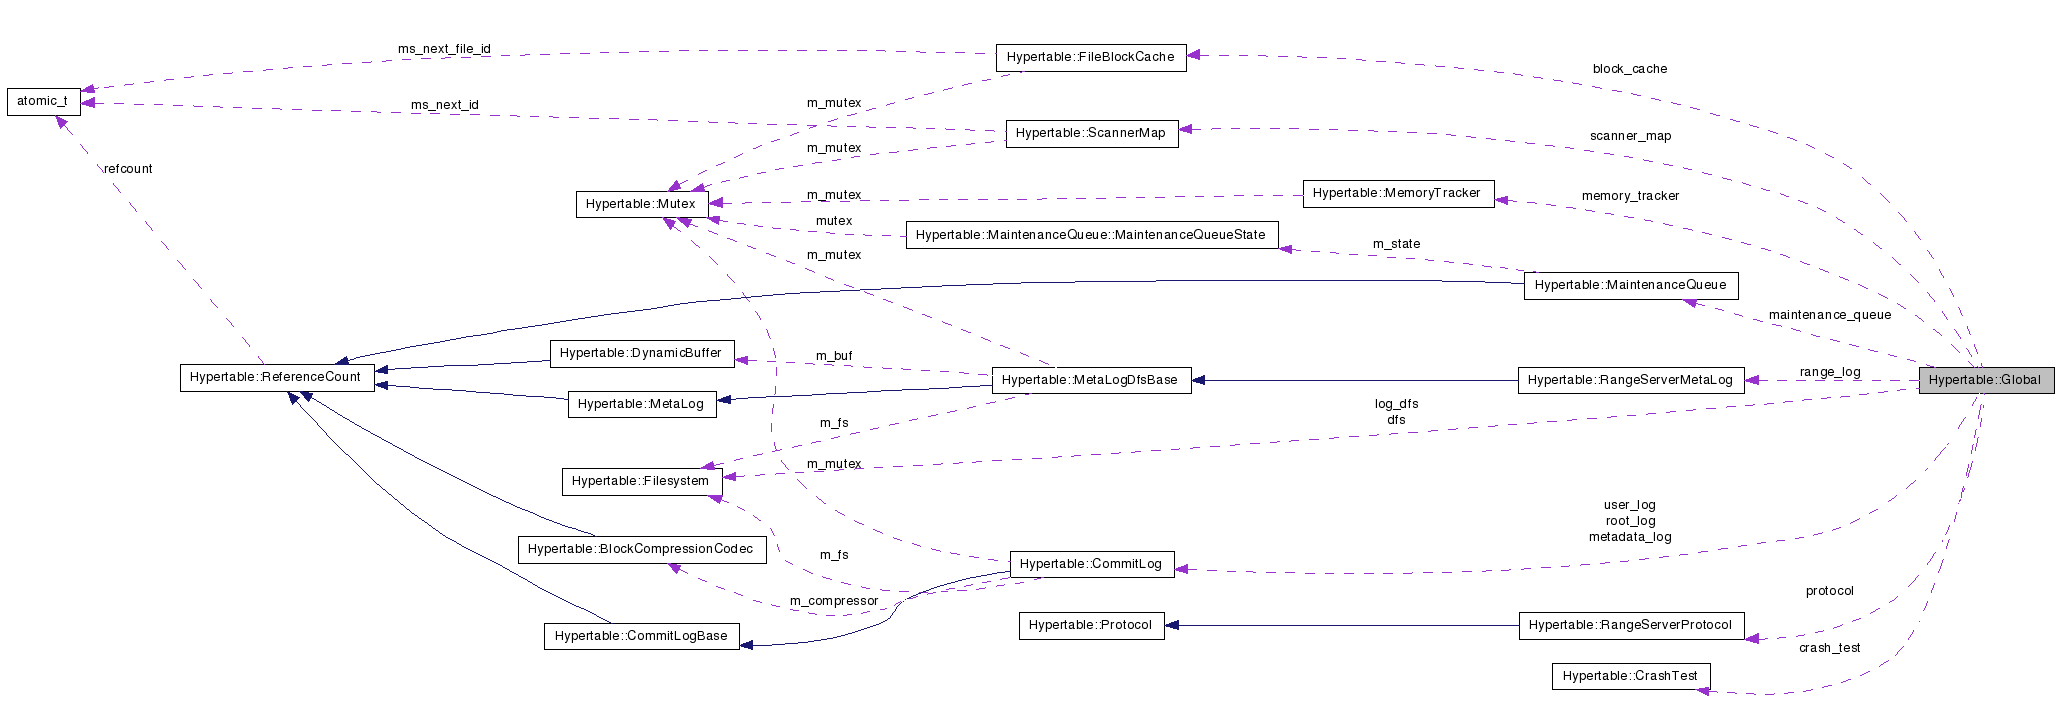 ms_next_file_id
Hypertable::FileBlockCache
block_cache
atomic_t
ms_next_id
m_mutex
Hypertable::ScannerMap
scanner_map
m_mutex
refcount
Hypertable::Mutex
m_mutex
Hypertable::MemoryTracker
memory_tracker
mutex
Hypertable::MaintenanceQueue::MaintenanceQueueState
m_state
m_mutex
Hypertable::MaintenanceQueue
maintenance_queue
Hypertable::DynamicBuffer
m_buf
Hypertable::ReferenceCount
Hypertable::MetaLogDfsBase
Hypertable::RangeServerMetaLog
range_log
Hypertable::Global
Hypertable::MetaLog
log_dfs
dfs
m_fs
m_mutex
Hypertable::Filesystem
user_log
root_log
metadata_log
Hypertable::BlockCompressionCodec
m_fs
Hypertable::CommitLog
m_compressor
protocol
Hypertable::CommitLogBase
Hypertable::Protocol
Hypertable::RangeServerProtocol
crash_test
Hypertable::CrashTest